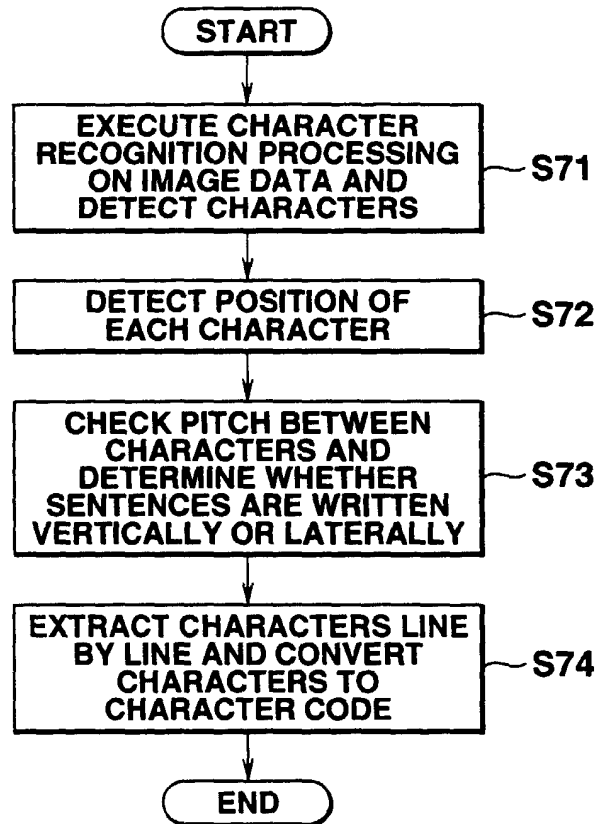 START
EXECUTE CHARACTER
RECOGNITION PROCESSING
ON IMAGE DATA AND
DETECT CHARACTERS
S71
DETECT POSITION OF
EACH CHARACTER
S72
CHECK PITCH BETWEEN
CHARACTERS AND
DETERMINE WHETHER
SENTENCES ARE WRITTEN
VERTICALLY OR LATERALLY
S73
EXTRACT CHARACTERS LINE
BY LINE AND CONVERT
CHARACTERS TO
CHARACTER CODE
S74
END